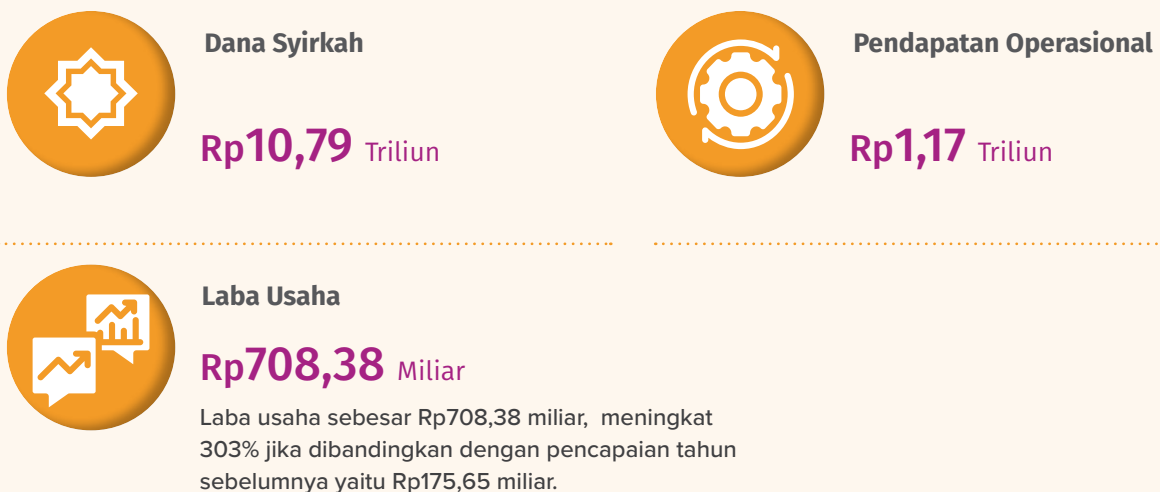 Dana Syirkah
Rp10,79 Triliun
Pendapatan Operasional
Rp1,17 Triliun
Laba Usaha
Rp708,38 Miliar
Laba usaha sebesar Rp708,38 miliar, meningkat
303% jika dibandingkan dengan pencapaian tahun
sebelumnya yaitu Rp175,65 miliar.